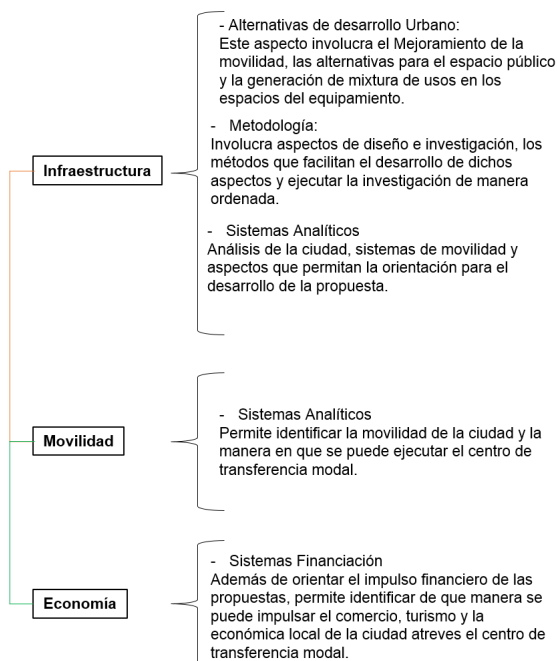 - Alternativas de desarrollo Urbano:
Este aspecto involucra el Mejoramiento de la
movilidad, las alternativas para el espacio público
y la generación de mixtura de usos en los
espacios del equipamiento.
- Metodología:
Involucra aspectos de diseño e investigación, los
métodos que facilitan el desarrollo de dichos
aspectos y ejecutar la investigación de manera
ordenada.
Infraestructura
- Sistemas Analíticos
Análisis de la ciudad, sistemas de movilidad y
aspectos que permitan la orientación para el
desarrollo de la propuesta.
- Sistemas Analíticos
Permite identificar la movilidad de la ciudad y la
manera en que se puede ejecutar el centro de
transferencia modal.
Movilidad
- Sistemas Financiación
Además de orientar el impulso financiero de las
propuestas, permite identificar de que manera se
puede impulsar el comercio, turismo y la
económica local de la ciudad atreves el centro de
transferencia modal.
Economía